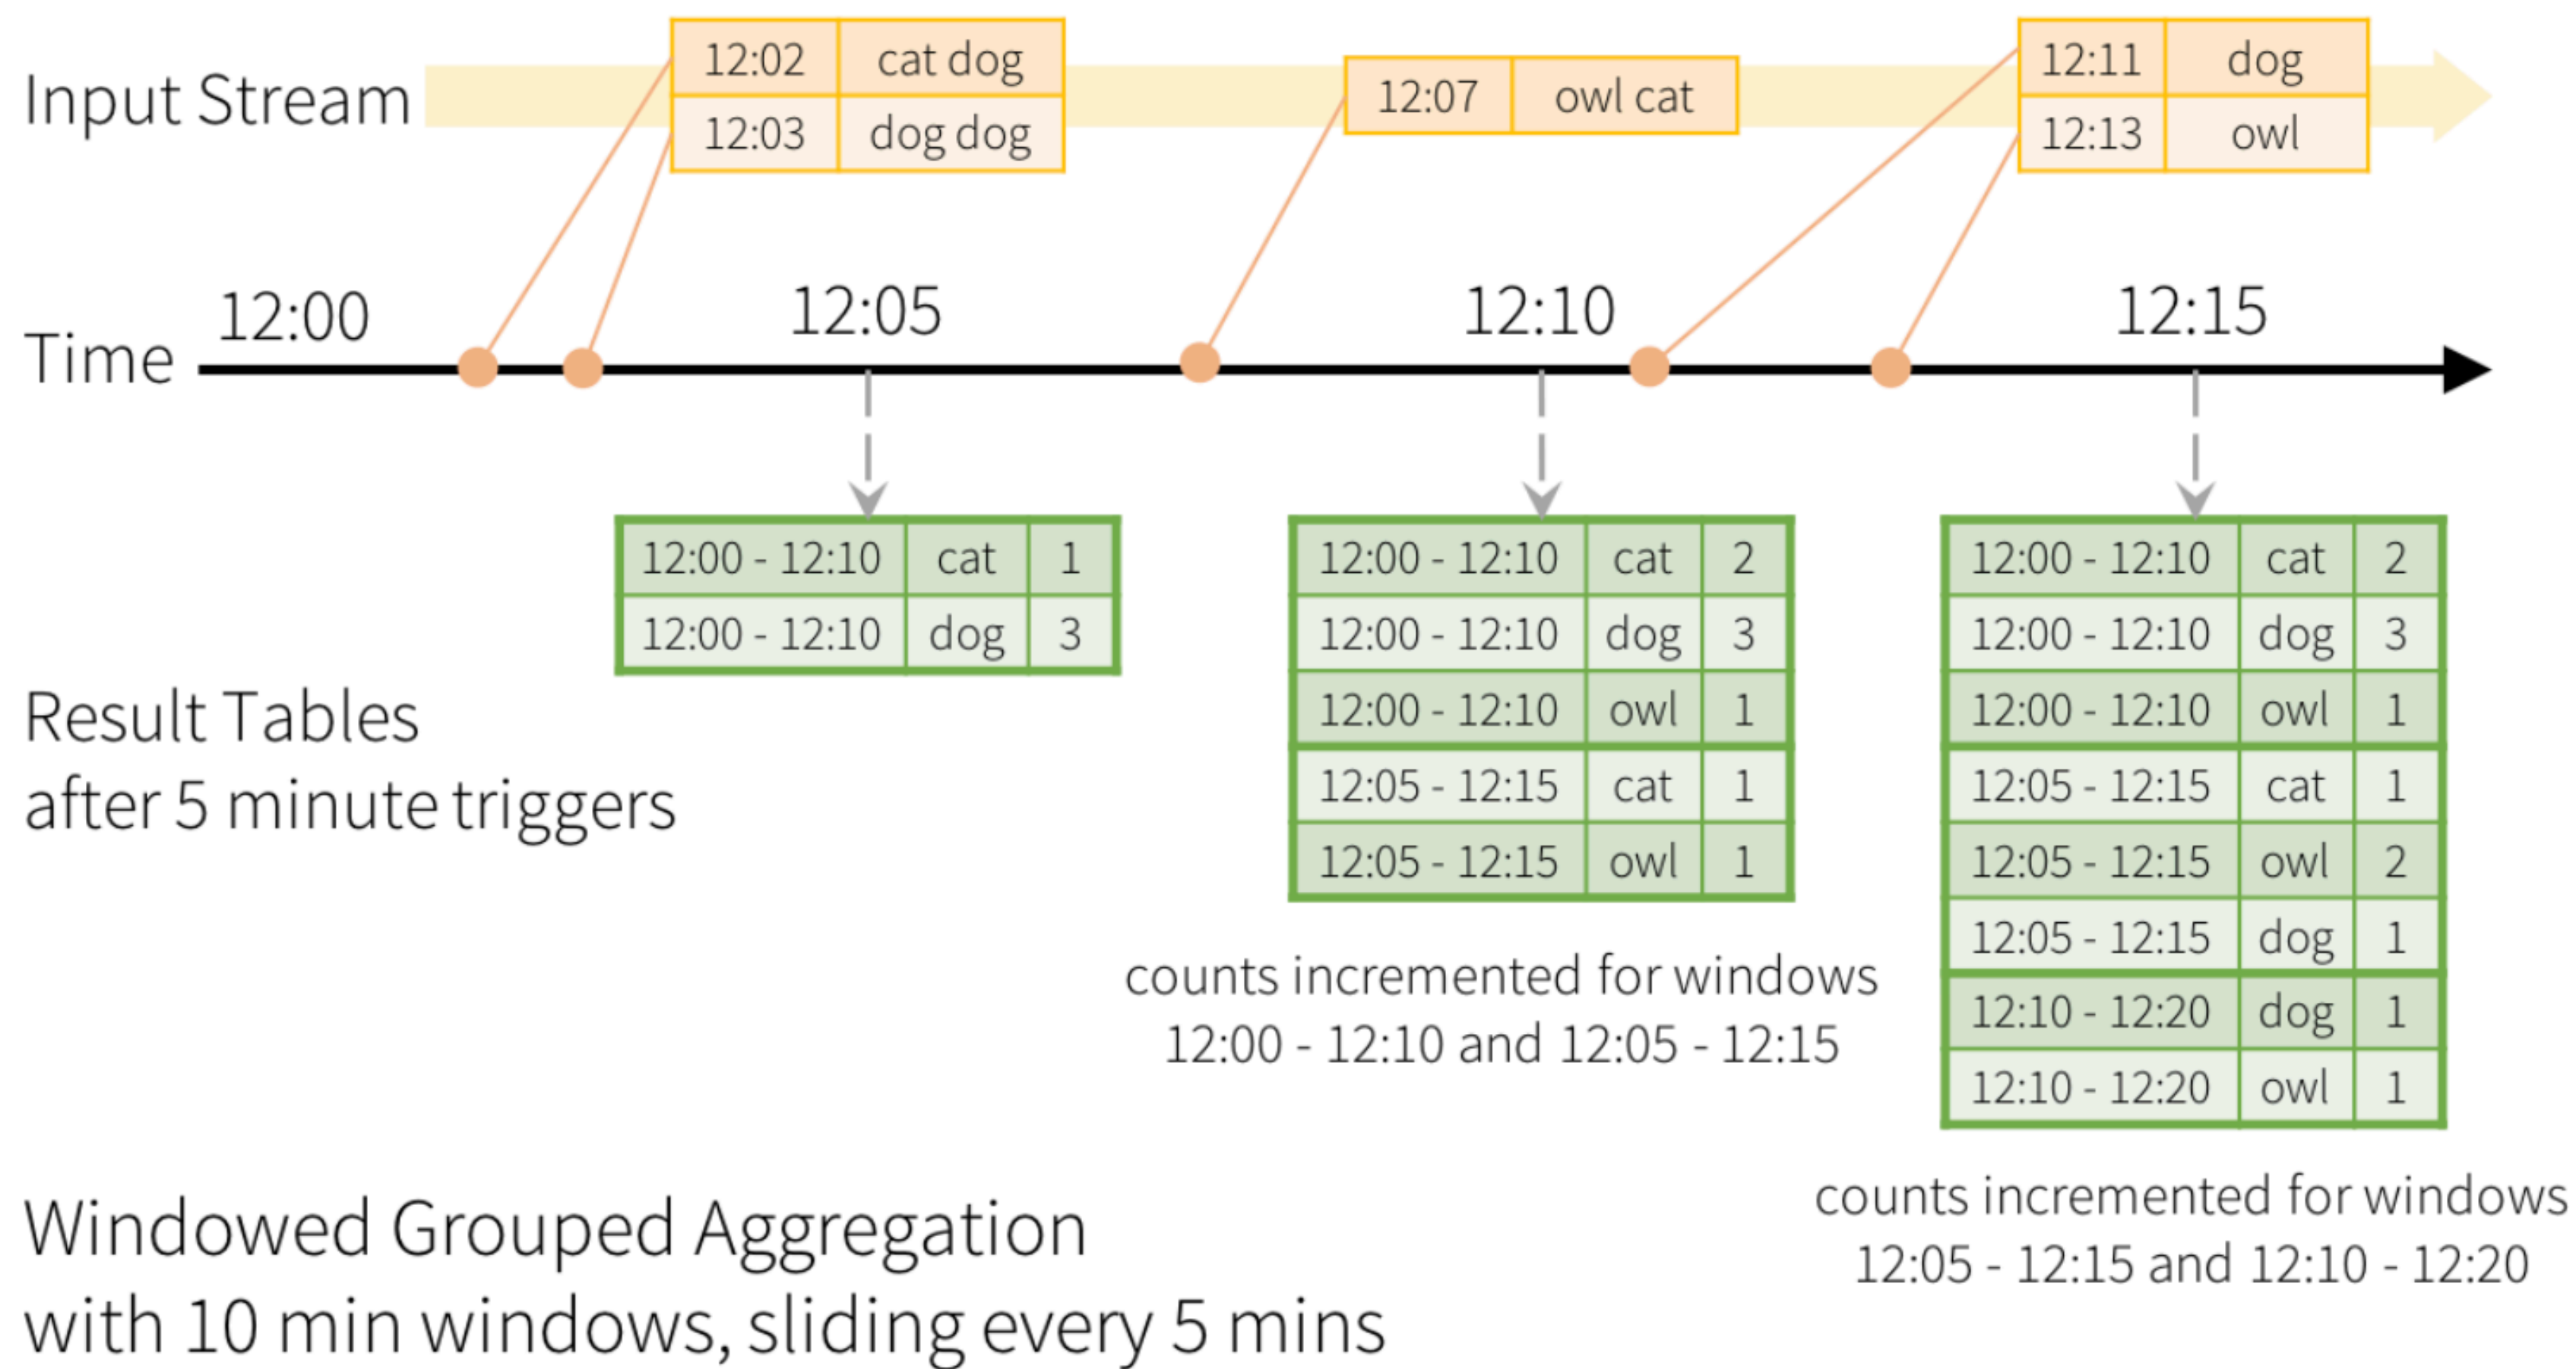 Input Stream
12:02 cat dog
12:03 dog dog
12:07 owl cat
12:11 dog
12:13 owl
Time
12:00
12:05
12:10
12:15
12:00 - 12:10 cat 1
12:00 - 12:10 dog 3
12:00 - 12:10 cat 2
12:00 - 12:10 dog 3
12:00 - 12:10 owl 1
12:05 - 12:15 cat 1
12:05 - 12:15 owl 1
12:00 - 12:10 cat 2
12:00 - 12:10 dog 3
12:00 - 12:10 owl 1
12:05 - 12:15 cat 1
12:05 - 12:15 owl 2
12:05 - 12:15 dog 1
12:10 - 12:20 dog 1
12:10 - 12:20 owl 1
Result Tables
after 5 minute triggers
counts incremented for windows
12:00 - 12:10 and 12:05 - 12:15
counts incremented for windows
12:05 - 12:15 and 12:10 - 12:20
Windowed Grouped Aggregation
with 10 min windows, sliding every 5 mins